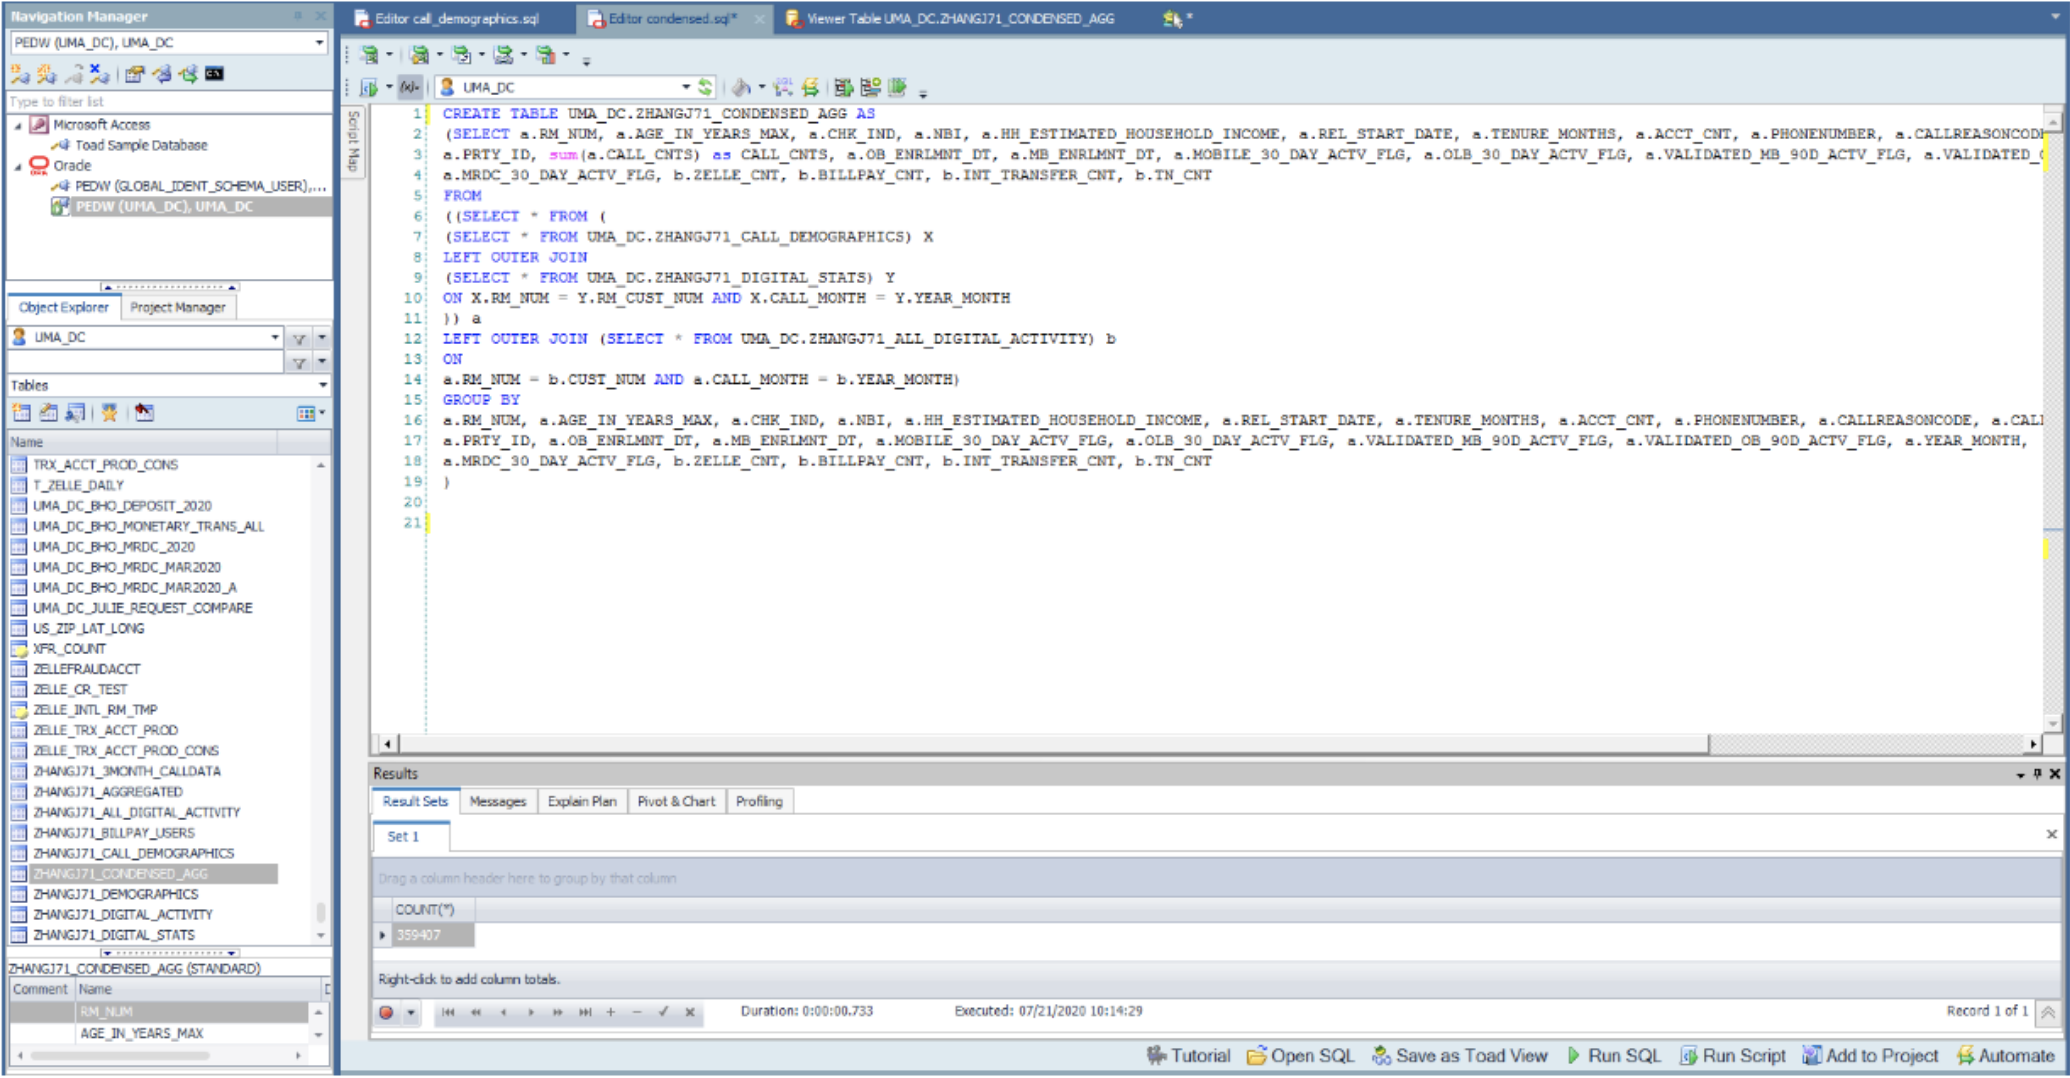 Navigation Manager
PEDW (UMA_DC), UMA_DC
Type to filter list
Microsoft Access
Toad Sample Database
Oracle
PEDW (GLOBAL_IDENT_SCHEMA_USER),...
PEDW (UMA_DC), UMA_DC
Object Explorer Project Manager
UMA_DC
Tables
Name
TRX_ACCT_PROD_CONS
T_ZELLE_DAILY
UMA_DC_BHO_DEPOSIT_2020
UMA_DC_BHO_MONETARY_TRANS_ALL
UMA_DC_BHO_MRDC_2020
UMA_DC_BHO_MRDC_MAR2020
UMA_DC_BHO_MRDC_MAR2020_A
UMA_DC_JULIE_REQUEST_COMPARE
US_ZIP_LAT_LONG
XFR_COUNT
ZELLEFRAUDACCT
ZELLE_CR_TEST
ZELLE_INTL_RM_TMP
ZELLE_TRX_ACCT_PROD
ZELLE_TRX_ACCT_PROD_CONS
ZHANGJ71_3MONTH_CALLDATA
ZHANGJ71_AGGREGATED
ZHANGJ71_ALL_DIGITAL_ACTIVITY
ZHANGJ71_BILLPAY_USERS
ZHANGJ71_CALL_DEMOGRAPHICS
ZHANGJ71_CONDENSED_AGG
ZHANGJ71_DEMOGRAPHICS
ZHANGJ71_DIGITAL_ACTIVITY
ZHANGJ71_DIGITAL_STATS
ZHANGJ71_CONDENSED_AGG (STANDARD)
Comment Name
RM_NUM
AGE_IN_YEARS_MAX
Editor call_demographics.sql Editor condensed.sql* Viewer Table UMA_DC.ZHANGJ71_CONDENSED_AGG *
UMA_DC
Script Map
1 CREATE TABLE UMA_DC.ZHANGJ71_CONDENSED_AGG AS
2 (SELECT a.RM_NUM, a.AGE_IN_YEARS_MAX, a.CHK_IND, a.NBI, a.HH_ESTIMATED_HOUSEHOLD_INCOME, a.REL_START_DATE, a.TENURE_MONTHS, a.ACCT_CNT, a.PHONENUMBER, a.CALLREASONCOD
3 a.PRTY_ID, sum(a.CALL_CNTS) as CALL_CNTS, a.OB_ENRLMNT_DT, a.MB_ENRLMNT_DT, a.MOBILE_30_DAY_ACTV_FLG, a.OLB_30_DAY_ACTV_FLG, a.VALIDATED_MB_90D_ACTV_FLG, a.VALIDATED_
4 a.MRDC_30_DAY_ACTV_FLG, b.ZELLE_CNT, b.BILLPAY_CNT, b.INT_TRANSFER_CNT, b.TN_CNT
5 FROM
6 ((SELECT * FROM (
7 (SELECT * FROM UMA_DC.ZHANGJ71_CALL_DEMOGRAPHICS) X
8 LEFT OUTER JOIN
9 (SELECT * FROM UMA_DC.ZHANGJ71_DIGITAL_STATS) Y
10 ON X.RM_NUM = Y.RM_CUST_NUM AND X.CALL_MONTH = Y.YEAR_MONTH
11 )) a
12 LEFT OUTER JOIN (SELECT * FROM UMA_DC.ZHANGJ71_ALL_DIGITAL_ACTIVITY) b
13 ON
14 a.RM_NUM = b.CUST_NUM AND a.CALL_MONTH = b.YEAR_MONTH)
15 GROUP BY
16 a.RM_NUM, a.AGE_IN_YEARS_MAX, a.CHK_IND, a.NBI, a.HH_ESTIMATED_HOUSEHOLD_INCOME, a.REL_START_DATE, a.TENURE_MONTHS, a.ACCT_CNT, a.PHONENUMBER, a.CALLREASONCODE, a.CAL
17 a.PRTY_ID, a.OB_ENRLMNT_DT, a.MB_ENRLMNT_DT, a.MOBILE_30_DAY_ACTV_FLG, a.OLB_30_DAY_ACTV_FLG, a.VALIDATED_MB_90D_ACTV_FLG, a.VALIDATED_OB_90D_ACTV_FLG, a.YEAR_MONTH,
18 a.MRDC_30_DAY_ACTV_FLG, b.ZELLE_CNT, b.BILLPAY_CNT, b.INT_TRANSFER_CNT, b.TN_CNT
19 )
20
21
Results
Result Sets Messages Explain Plan Pivot & Chart Profiling
Set 1
Drag a column header here to group by that column
COUNT(*)
359407
Right-click to add column totals.
Duration: 0:00:00.733 Executed: 07/21/2020 10:14:29 Record 1 of 1
Tutorial Open SQL Save as Toad View Run SQL Run Script Add to Project Automate